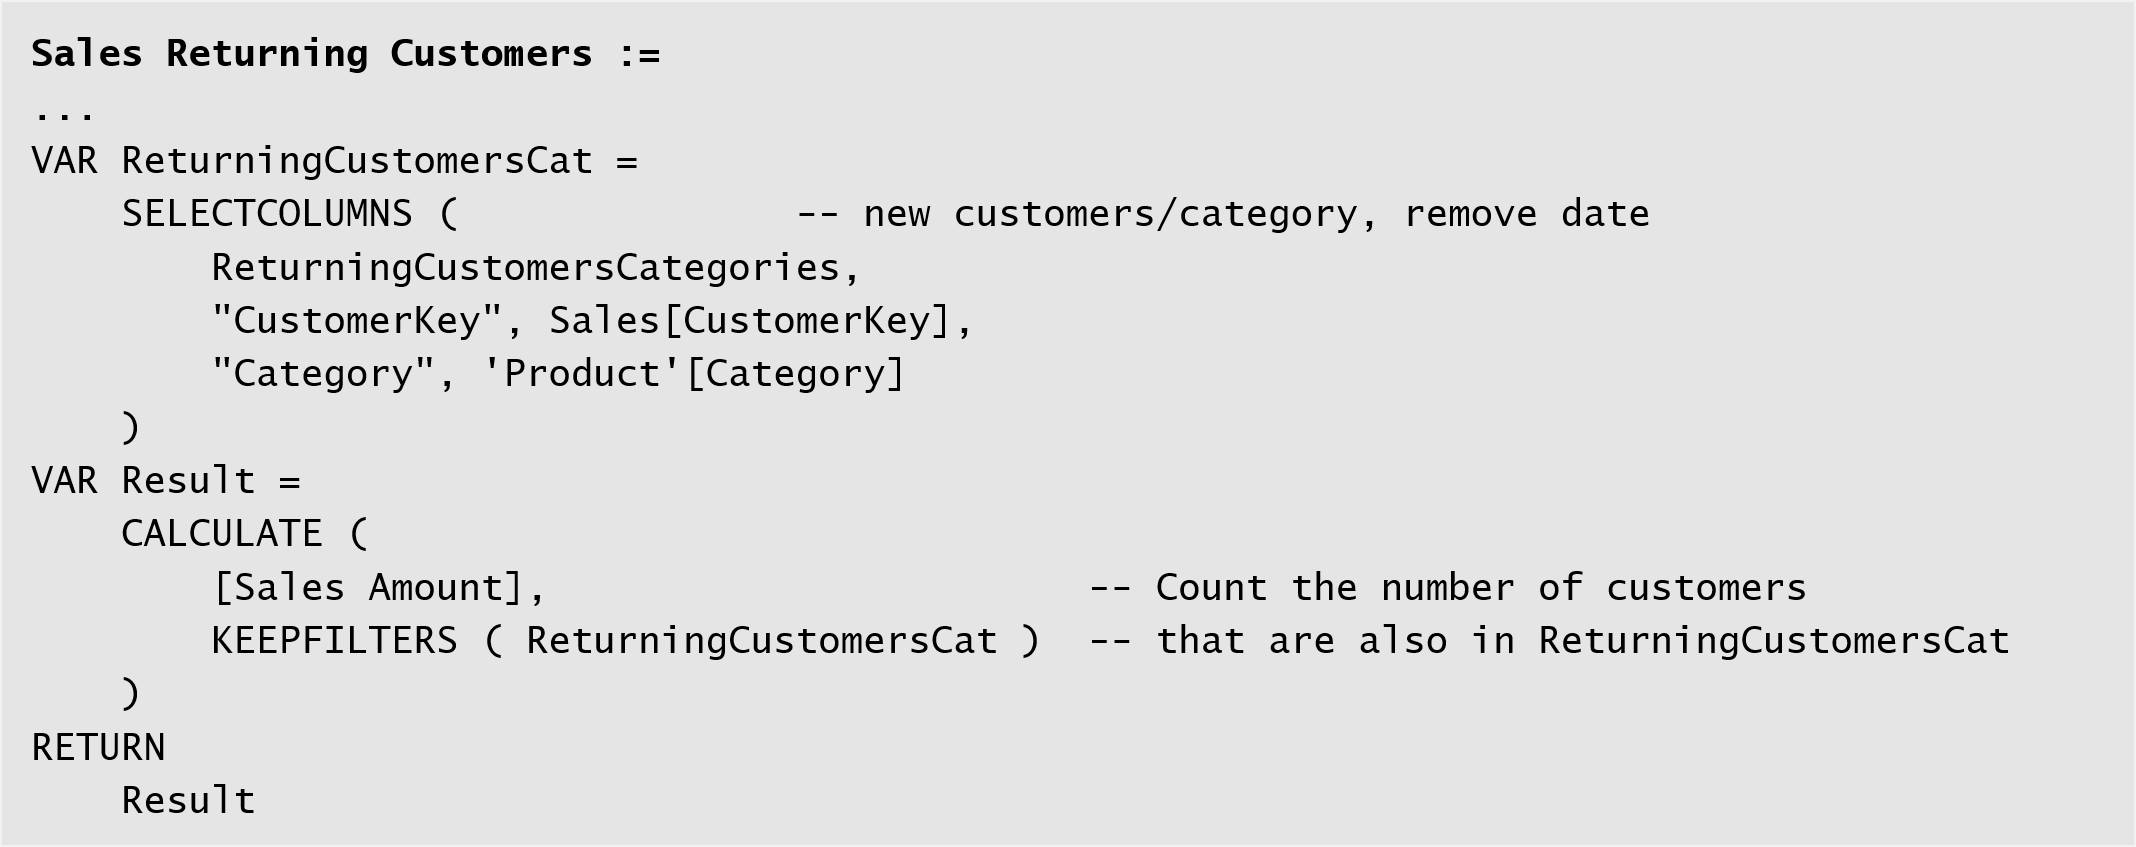 Sales Returning Customers :=
...
VAR ReturningCustomersCat =
    SELECTCOLUMNS (               -- new customers/category, remove date
        ReturningCustomersCategories,
        "CustomerKey", Sales[CustomerKey],
        "Category", 'Product'[Category]
    )
VAR Result =
    CALCULATE (
        [Sales Amount],                        -- Count the number of customers
        KEEPFILTERS ( ReturningCustomersCat )  -- that are also in ReturningCustomersCat
    )
RETURN
    Result